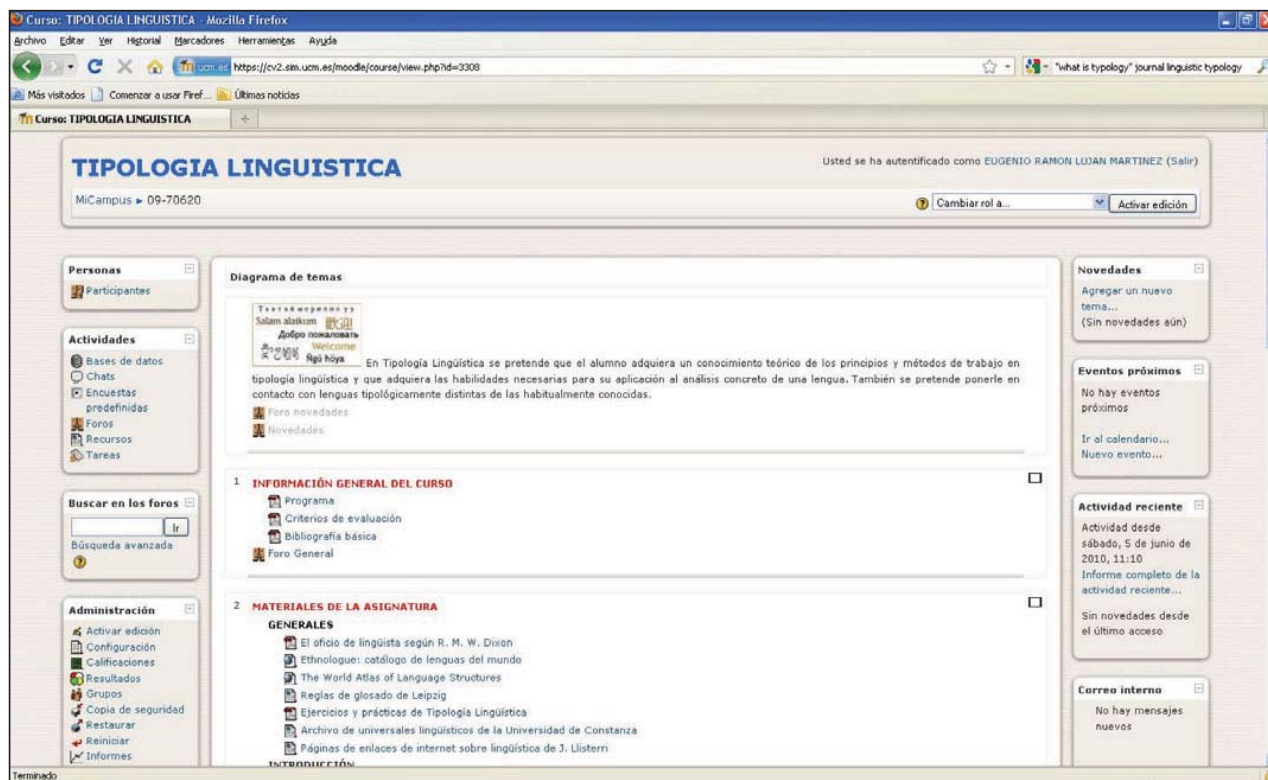 Curso: TIPOLOGIA LINGUISTICA - Mozilla Firefox
Archivo Editar Ver Historial Marcadores Herramientas Ayuda
ucm.es https://cv2.sim.ucm.es/moodle/course/view.php?id=3308
"what is typology" journal linguistic typology
Más visitados Comenzar a usar Firef... Últimas noticias
Curso: TIPOLOGIA LINGUISTICA
TIPOLOGIA LINGUISTICA
Usted se ha autentificado como EUGENIO RAMON LUJAN MARTINEZ (Salir)
MiCampus ► 09-70620
Cambiar rol a...
Activar edición
Personas
Participantes
Actividades
Bases de datos
Chats
Encuestas
predefinidas
Foros
Recursos
Tareas
Buscar en los foros
Ir
Búsqueda avanzada
Administración
Activar edición
Configuración
Calificaciones
Resultados
Grupos
Copia de seguridad
Restaurar
Reiniciar
Informes
Diagrama de temas
Salam alaikum 歡迎!
Добро пожаловать
Welcome
Ñgö höya
En Tipología Lingüística se pretende que el alumno adquiera un conocimiento teórico de los principios y métodos de trabajo en
tipología lingüística y que adquiera las habilidades necesarias para su aplicación al análisis concreto de una lengua. También se pretende ponerle en
contacto con lenguas tipológicamente distintas de las habitualmente conocidas.
Foro novedades
Novedades
1 INFORMACIÓN GENERAL DEL CURSO
Programa
Criterios de evaluación
Bibliografía básica
Foro General
2 MATERIALES DE LA ASIGNATURA
GENERALES
El oficio de lingüista según R. M. W. Dixon
Ethnologue: catálogo de lenguas del mundo
The World Atlas of Language Structures
Reglas de glosado de Leipzig
Ejercicios y prácticas de Tipología Lingüística
Archivo de universales lingüísticos de la Universidad de Constanza
Páginas de enlaces de internet sobre lingüística de J. Llisterri
INTRODUCCIÓN
Novedades
Agregar un nuevo
tema...
(Sin novedades aún)
Eventos próximos
No hay eventos
próximos
Ir al calendario...
Nuevo evento...
Actividad reciente
Actividad desde
sábado, 5 de junio de
2010, 11:10
Informe completo de la
actividad reciente...
Sin novedades desde
el último acceso
Correo interno
No hay mensajes
nuevos
Terminado